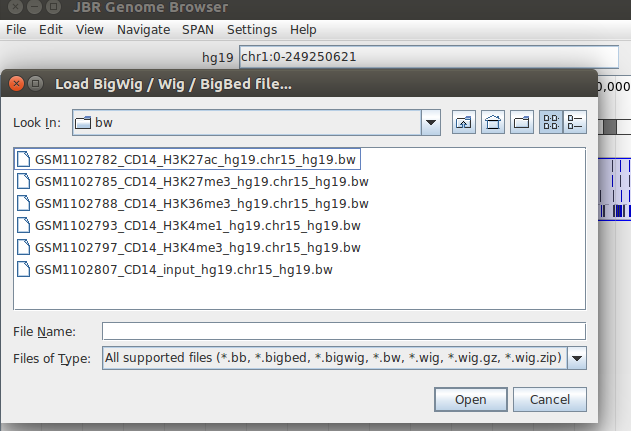 JBR Genome Browser
File Edit View Navigate SPAN Settings Help
hg19 chr1:0-249250621
Load BigWig / Wig / BigBed file...
0,000
Look In: bw
GSM1102782_CD14_H3K27ac_hg19.chr15_hg19.bw
GSM1102785_CD14_H3K27me3_hg19.chr15_hg19.bw
GSM1102788_CD14_H3K36me3_hg19.chr15_hg19.bw
GSM1102793_CD14_H3K4me1_hg19.chr15_hg19.bw
GSM1102797_CD14_H3K4me3_hg19.chr15_hg19.bw
GSM1102807_CD14_input_hg19.chr15_hg19.bw
File Name:
Files of Type: All supported files (*.bb, *.bigbed, *.bigwig, *.bw, *.wig, *.wig.gz, *.wig.zip)
Open Cancel